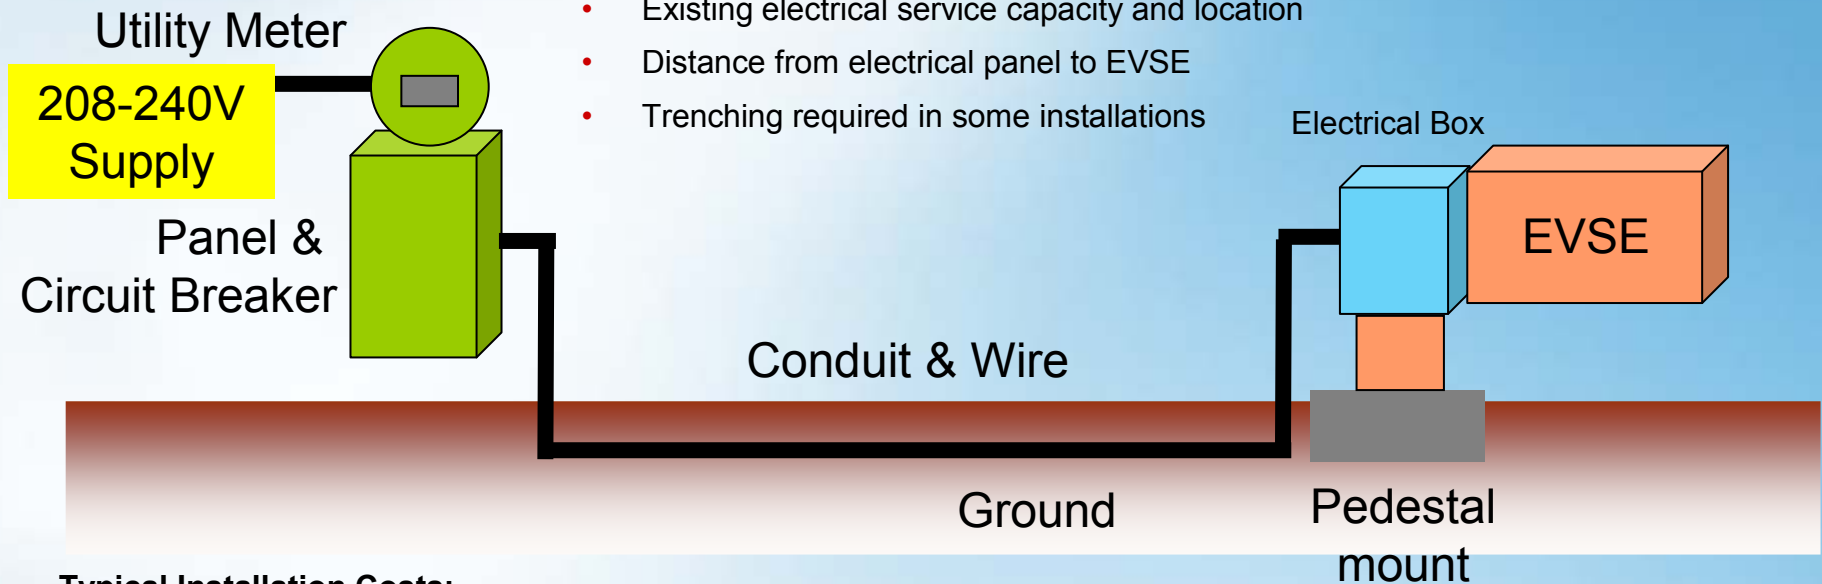 Existing electrical service capacity and location
Distance from electrical panel to EVSE
Trenching required in some installations
Utility Meter
208-240V
Supply
Panel &
Circuit Breaker
Electrical Box
EVSE
Conduit & Wire
Ground
Pedestal
mount
Typical Installation Costs: